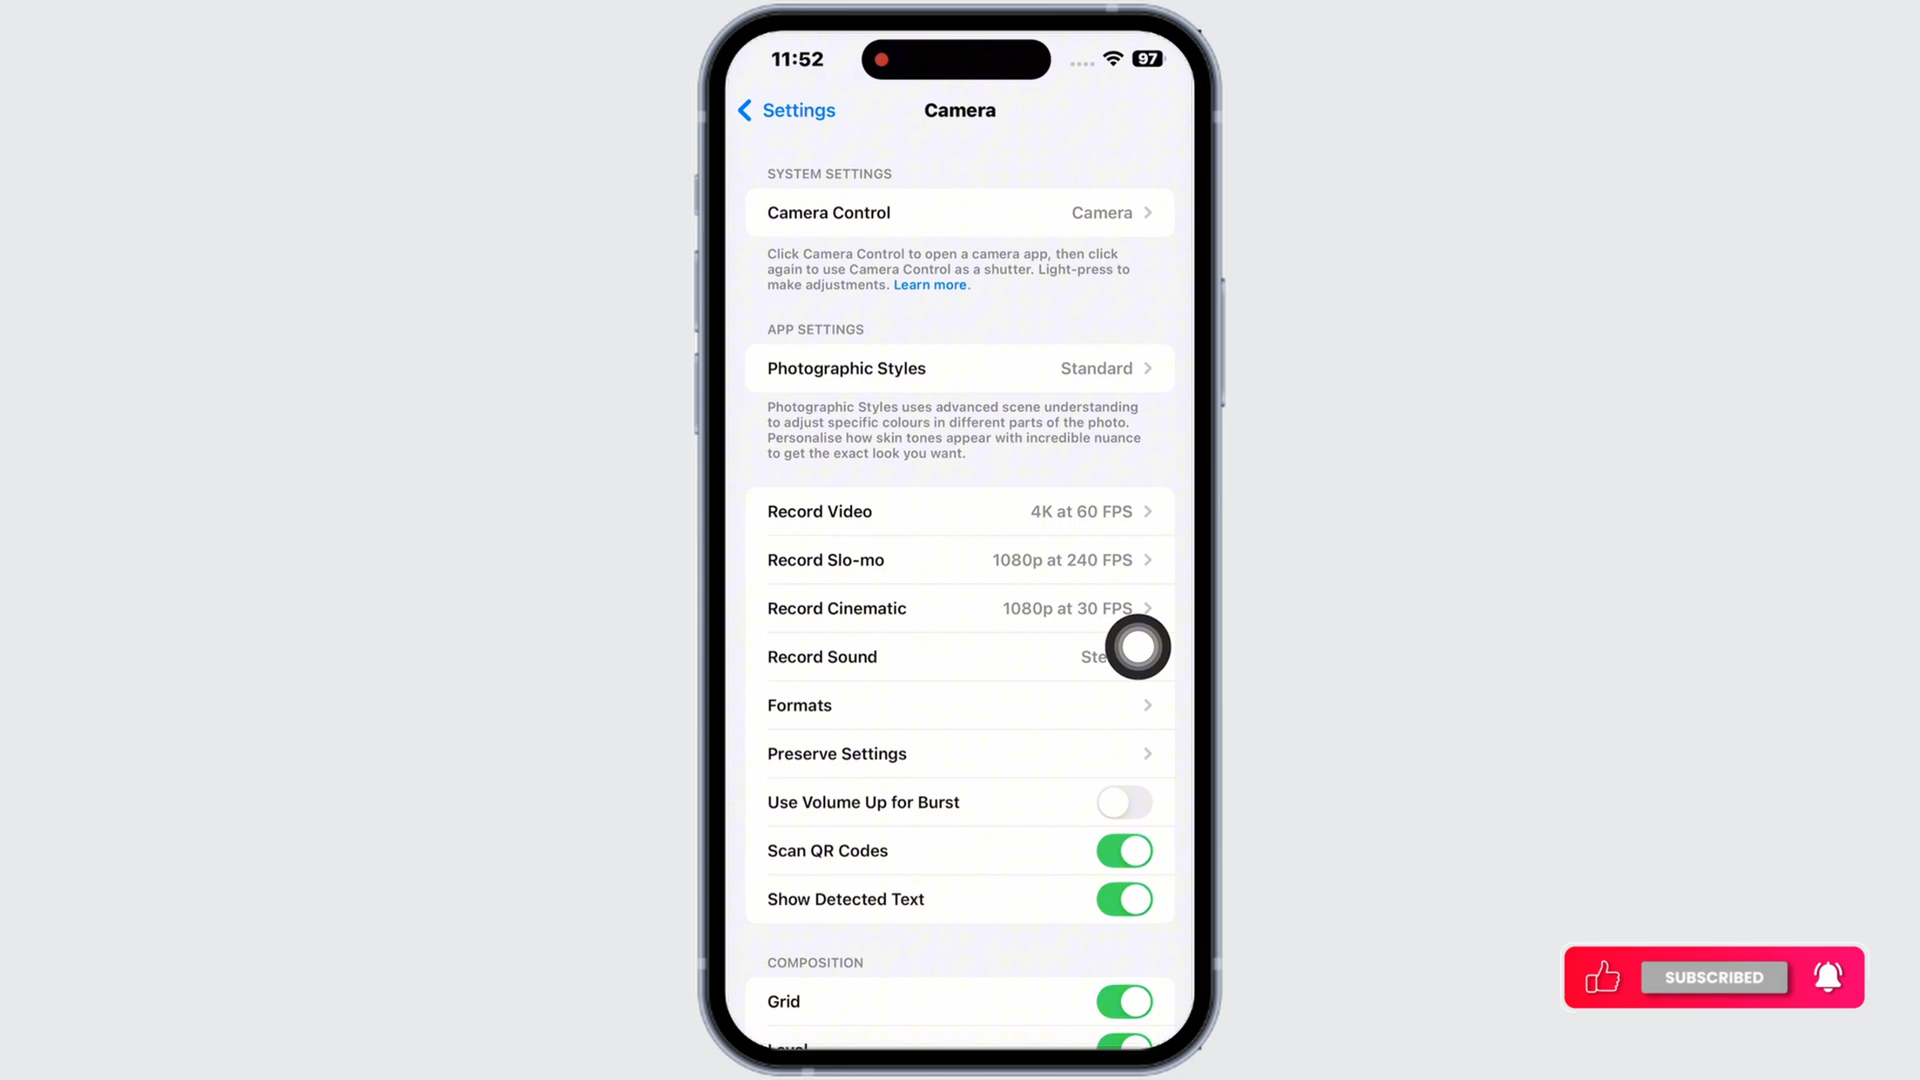 11:52
97
Settings
Camera
SYSTEM SETTINGS
Camera Control
Camera
Click Camera Control to open a camera app, then click
again to use Camera Control as a shutter. Light-press to
make adjustments. Learn more.
APP SETTINGS
Photographic Styles
Standard
Photographic Styles uses advanced scene understanding
to adjust specific colours in different parts of the photo.
Personalise how skin tones appear with incredible nuance
to get the exact look you want.
Record Video
4K at 60 FPS
Record Slo-mo
1080p at 240 FPS
Record Cinematic
1080p at 30 FPS
Record Sound
Formats
Preserve Settings
Use Volume Up for Burst
Scan QR Codes
Show Detected Text
COMPOSITION
Grid
Level
SUBSCRIBED